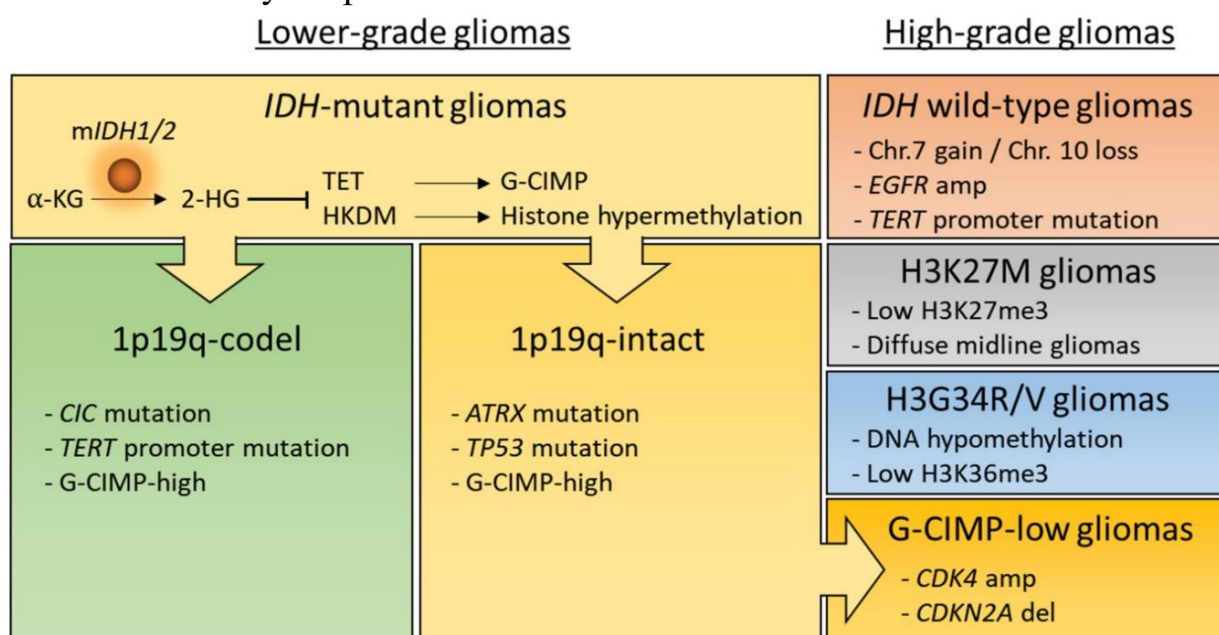 Lower-grade gliomas
High-grade gliomas
IDH-mutant gliomas
mIDH1/2
α-KG
2-HG
TET
G-CIMP
HKDM
Histone hypermethylation
1p19q-codel
- CIC mutation
- TERT promoter mutation
- G-CIMP-high
1p19q-intact
- ATRX mutation
- TP53 mutation
- G-CIMP-high
IDH wild-type gliomas
- Chr.7 gain / Chr. 10 loss
- EGFR amp
- TERT promoter mutation
H3K27M gliomas
- Low H3K27me3
- Diffuse midline gliomas
H3G34R/V gliomas
- DNA hypomethylation
- Low H3K36me3
G-CIMP-low gliomas
- CDK4 amp
- CDKN2A del